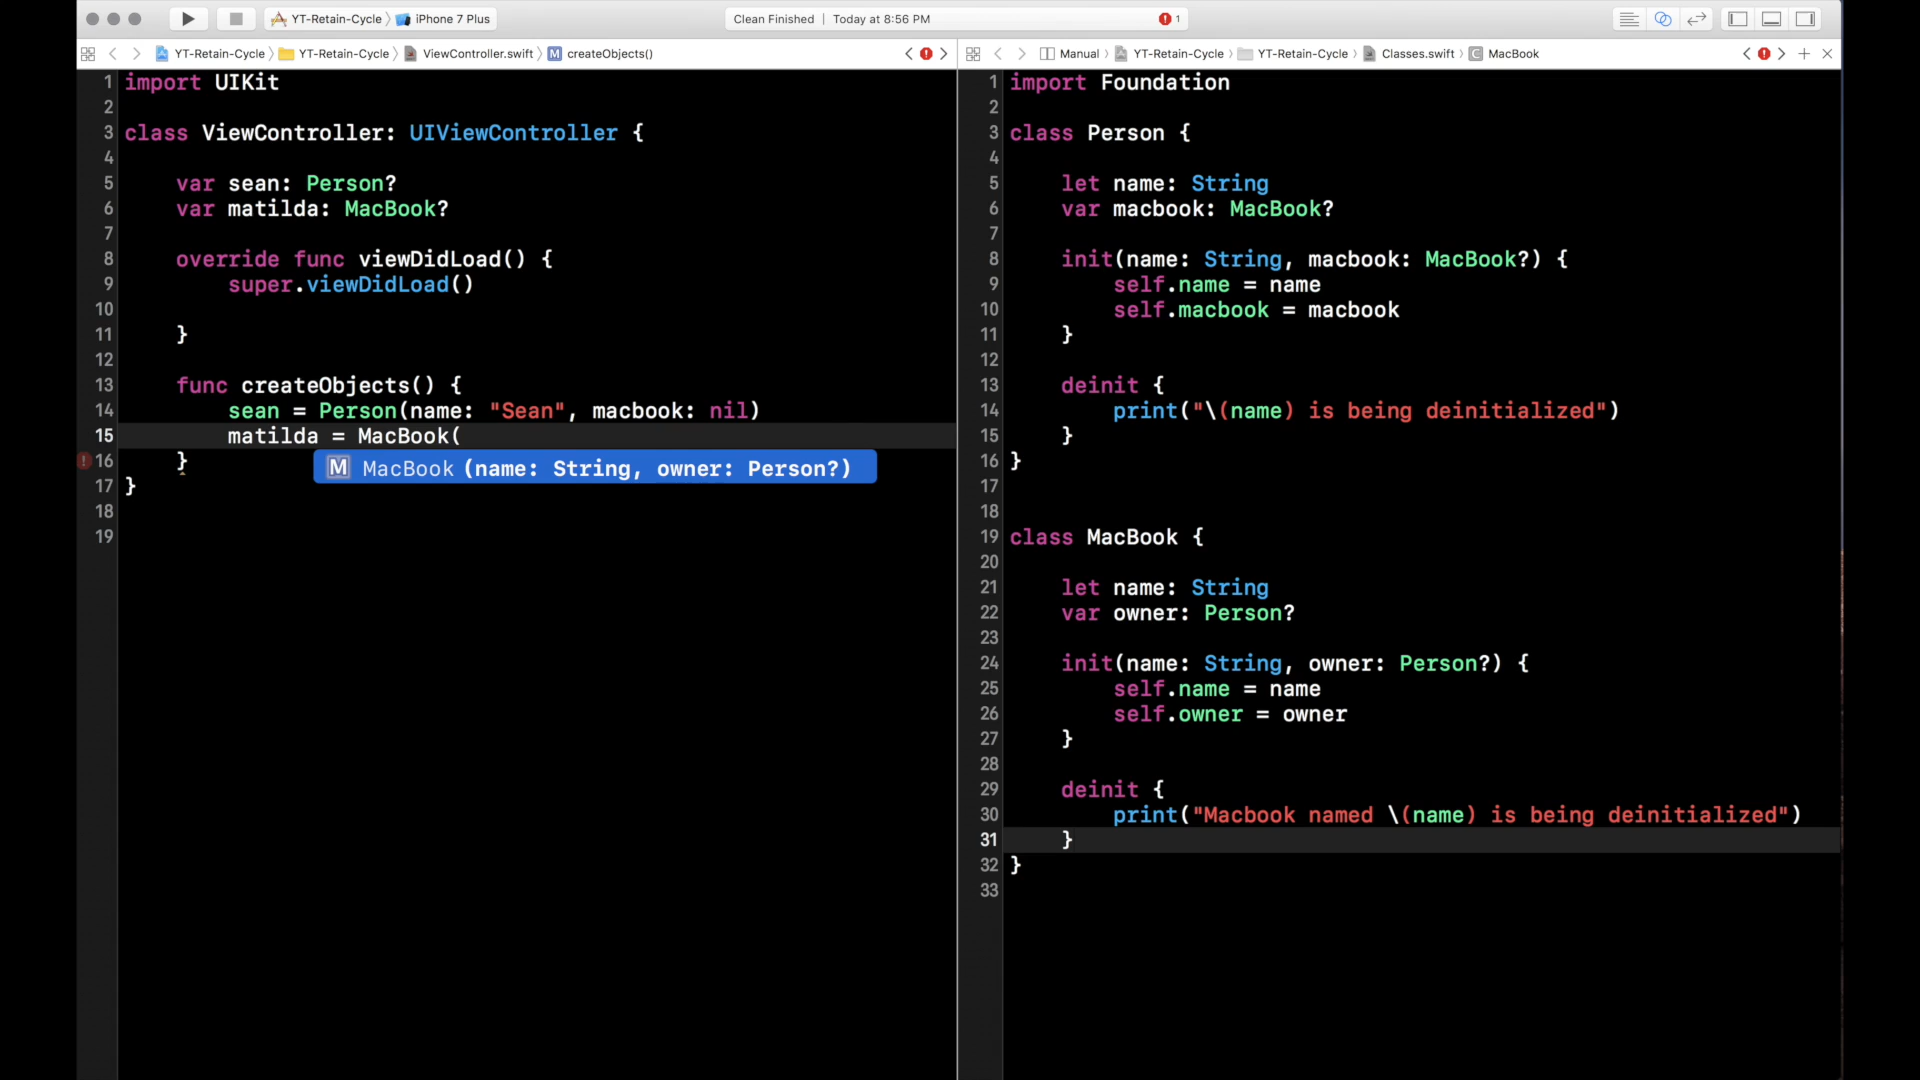 YT-Retain-Cycle iPhone 7 Plus Clean Finished | Today at 8:56 PM 1
YT-Retain-Cycle YT-Retain-Cycle ViewController.swift M createObjects()
1 import UIKit
2
3 class ViewController: UIViewController {
4
5 var sean: Person?
6 var matilda: MacBook?
7
8 override func viewDidLoad() {
9 super.viewDidLoad()
10
11 }
12
13 func createObjects() {
14 sean = Person(name: "Sean", macbook: nil)
15 matilda = MacBook(
M MacBook (name: String, owner: Person?)
16 }
17 }
18
19
Manual YT-Retain-Cycle YT-Retain-Cycle Classes.swift C MacBook
1 import Foundation
2
3 class Person {
4
5 let name: String
6 var macbook: MacBook?
7
8 init(name: String, macbook: MacBook?) {
9 self.name = name
10 self.macbook = macbook
11 }
12
13 deinit {
14 print("\(name) is being deinitialized")
15 }
16 }
17
18
19 class MacBook {
20
21 let name: String
22 var owner: Person?
23
24 init(name: String, owner: Person?) {
25 self.name = name
26 self.owner = owner
27 }
28
29 deinit {
30 print("Macbook named \(name) is being deinitialized")
31 }
32 }
33